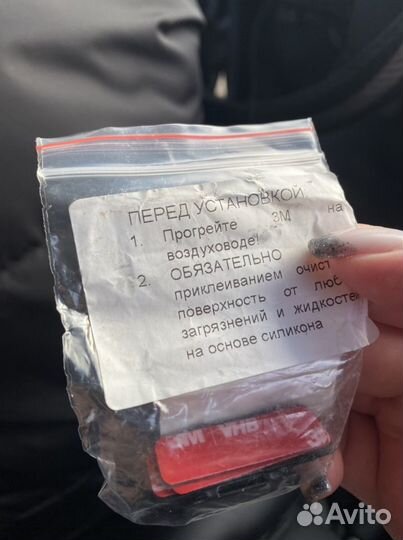 ПЕРЕД УСТАНОВКОЙ:
1. Прогрейте 3М на
воздуховоде!
2. ОБЯЗАТЕЛЬНО
приклеиванием очист
поверхность от люб
загрязнений и жидкосте
на основе силикона
3M VHB
Avito